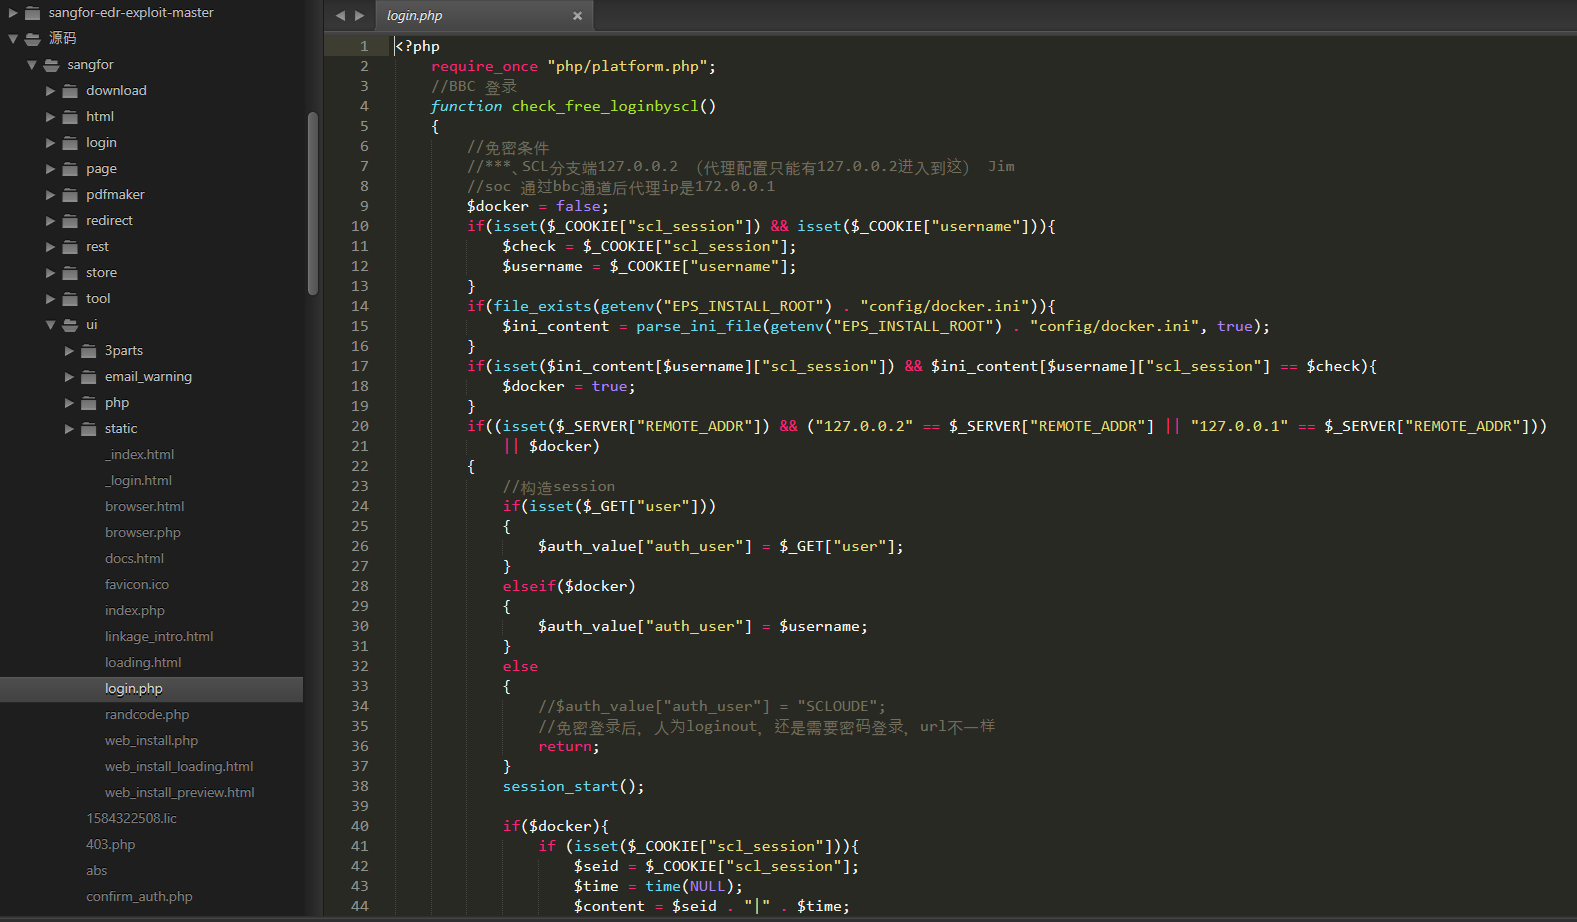 sangfor-edr-exploit-master
源码
sangfor
download
html
login
page
pdfmaker
redirect
rest
store
tool
ui
3parts
email_warning
php
static
_index.html
_login.html
browser.html
browser.php
docs.html
favicon.ico
index.php
linkage_intro.html
loading.html
login.php
randcode.php
web_install.php
web_install_loading.html
web_install_preview.html
1584322508.lic
403.php
abs
confirm_auth.php
login.php ×
1 <?php
2 require_once "php/platform.php";
3 //BBC 登录
4 function check_free_loginbyscl()
5 {
6 //免密条件
7 //***、SCL分支端127.0.0.2 （代理配置只能有127.0.0.2进入到这） Jim
8 //soc 通过bbc通道后代理ip是172.0.0.1
9 $docker = false;
10 if(isset($_COOKIE["scl_session"]) && isset($_COOKIE["username"])){
11 $check = $_COOKIE["scl_session"];
12 $username = $_COOKIE["username"];
13 }
14 if(file_exists(getenv("EPS_INSTALL_ROOT") . "config/docker.ini")){
15 $ini_content = parse_ini_file(getenv("EPS_INSTALL_ROOT") . "config/docker.ini", true);
16 }
17 if(isset($ini_content[$username]["scl_session"]) && $ini_content[$username]["scl_session"] == $check){
18 $docker = true;
19 }
20 if((isset($_SERVER["REMOTE_ADDR"]) && ("127.0.0.2" == $_SERVER["REMOTE_ADDR"] || "127.0.0.1" == $_SERVER["REMOTE_ADDR"]))
21 || $docker)
22 {
23 //构造session
24 if(isset($_GET["user"]))
25 {
26 $auth_value["auth_user"] = $_GET["user"];
27 }
28 elseif($docker)
29 {
30 $auth_value["auth_user"] = $username;
31 }
32 else
33 {
34 //$auth_value["auth_user"] = "SCLOUDE";
35 //免密登录后，人为loginout，还是需要密码登录，url不一样
36 return;
37 }
38 session_start();
39
40 if($docker){
41 if (isset($_COOKIE["scl_session"])){
42 $seid = $_COOKIE["scl_session"];
43 $time = time(NULL);
44 $content = $seid . "|" . $time;